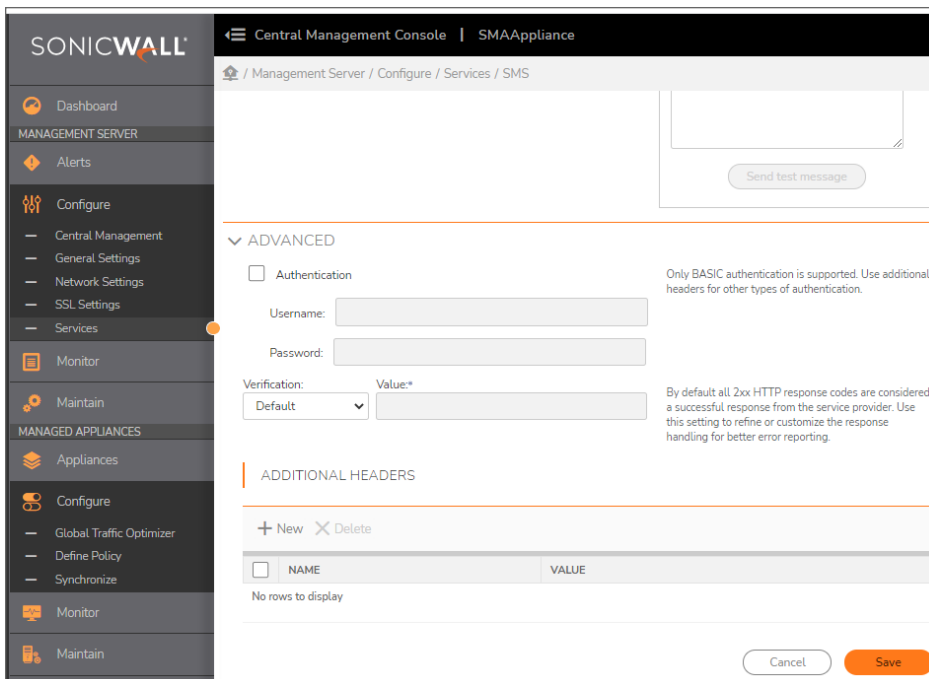 SONICWALL
Central Management Console | SMAAppliance
/ Management Server / Configure / Services / SMS
Dashboard
MANAGEMENT SERVER
Alerts
Configure
Central Management
General Settings
Network Settings
SSL Settings
Services
Monitor
Maintain
MANAGED APPLIANCES
Appliances
Configure
Global Traffic Optimizer
Define Policy
Synchronize
Monitor
Maintain
Send test message
ADVANCED
Authentication
Only BASIC authentication is supported. Use additional
headers for other types of authentication.
Username:
Password:
Verification:
Value:*
Default
By default all 2xx HTTP response codes are considered
a successful response from the service provider. Use
this setting to refine or customize the response
handling for better error reporting.
ADDITIONAL HEADERS
New Delete
NAME VALUE
No rows to display
Cancel Save